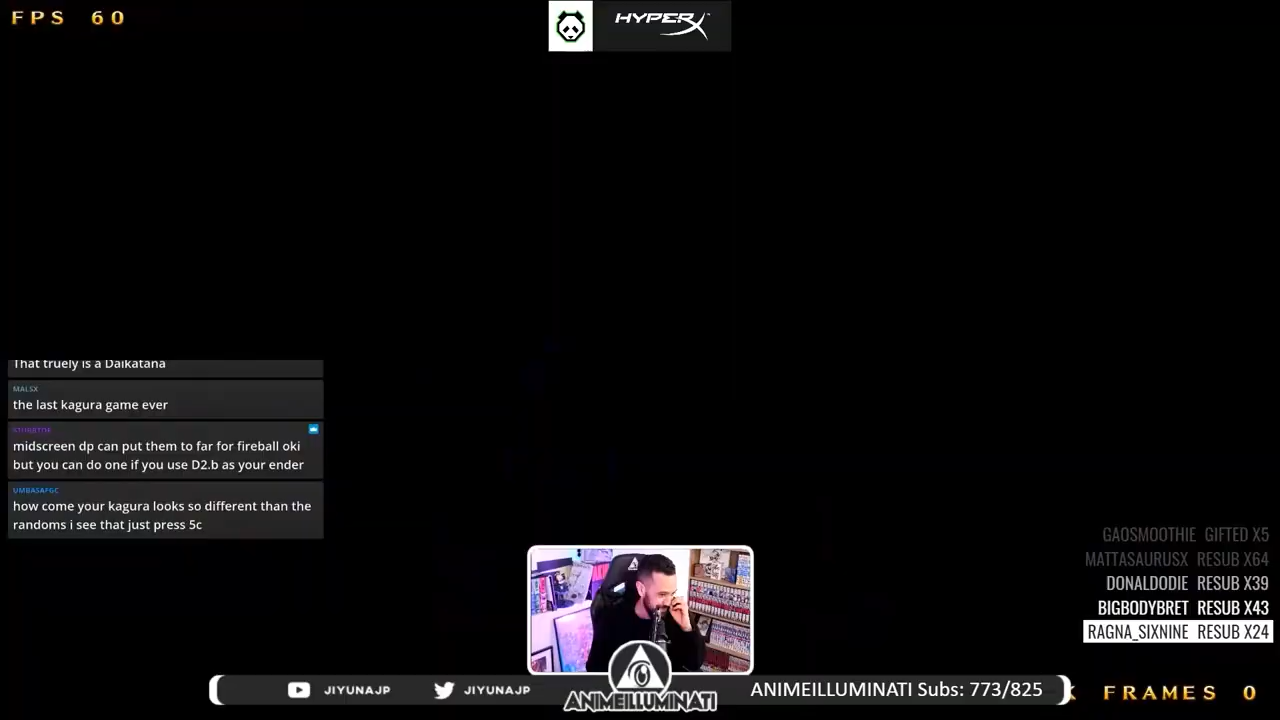 FPS 60
HYPERX
That truely is a Daikatana
MALSX
the last kagura game ever
midscreen dp can put them to far for fireball oki
but you can do one if you use D2.b as your ender
UMBASAFGC
how come your kagura looks so different than the
randoms i see that just press 5c
GAOSMOOTHIE GIFTED X5
MATTASAURUSX RESUB X64
DONALDODIE RESUB X39
BIGBODYBRET RESUB X43
RAGNA_SIXNINE RESUB X24
JIYUNAJP
JIYUNAJP
ANIMEILLUMINATI
ANIMEILLUMINATI Subs: 773/825
FRAMES 0